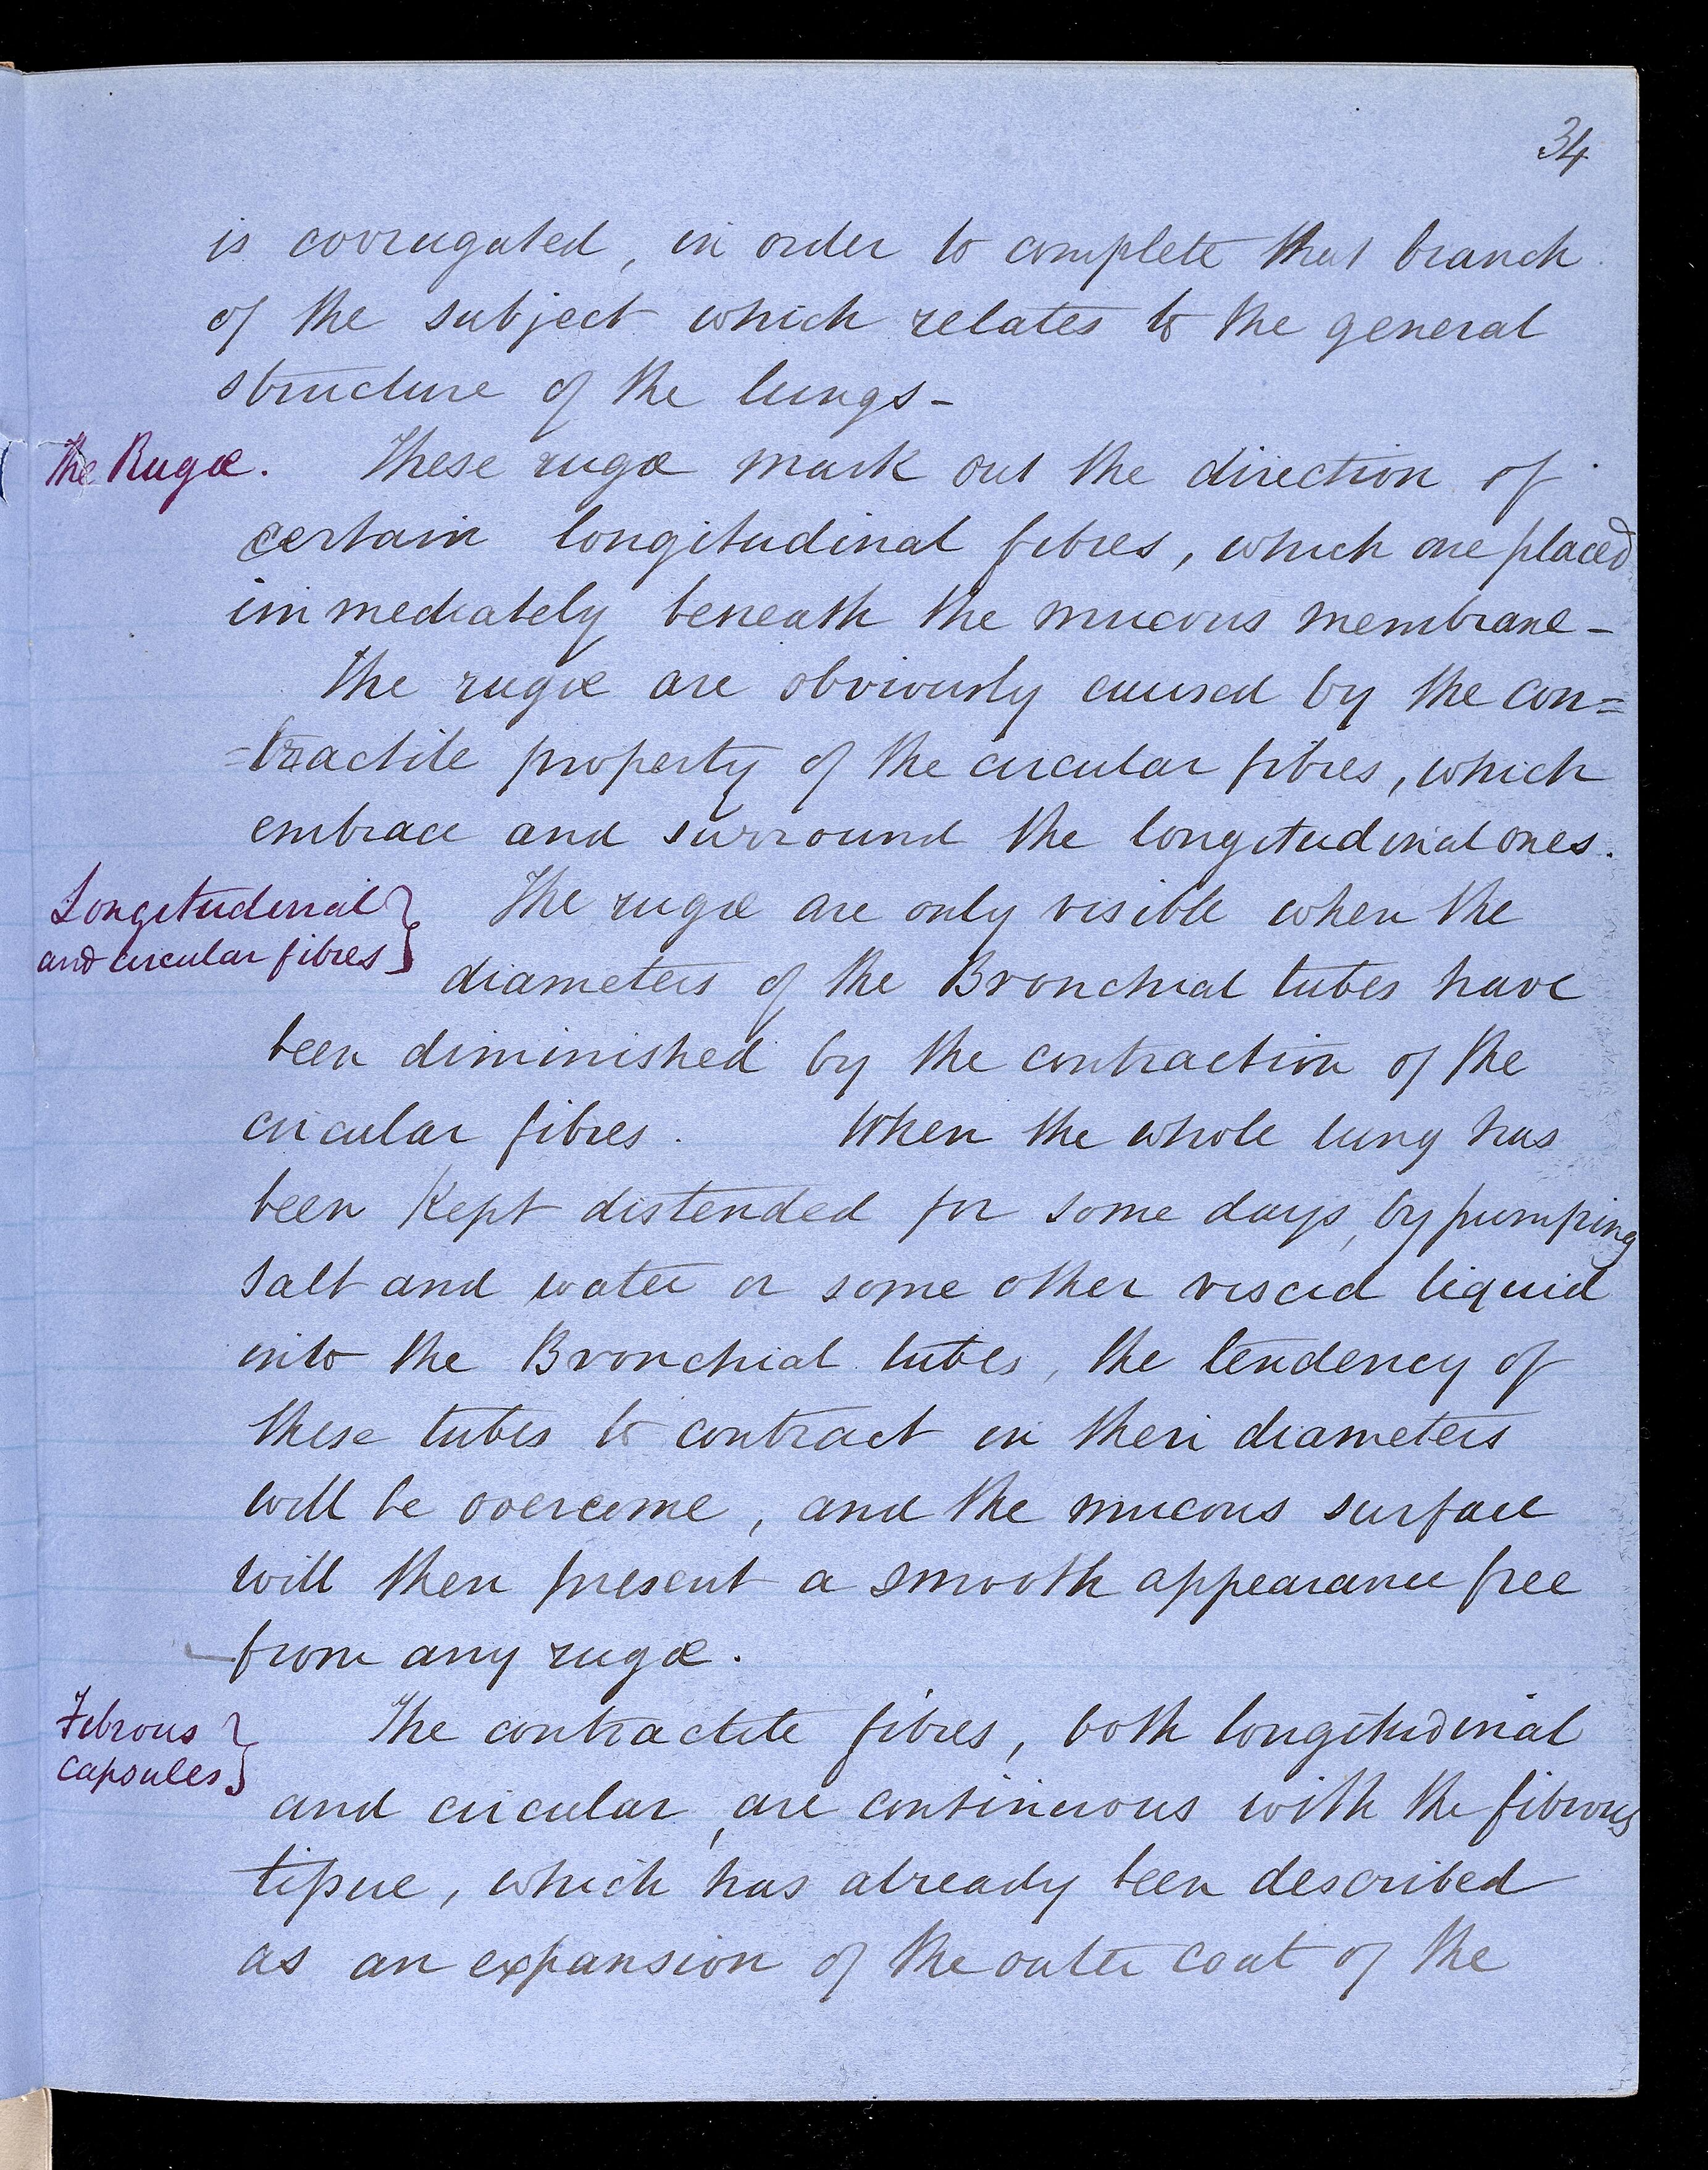 34
is corrugated, in order to complete that branch
of the subject which relates to the general
structure of the lungs -
The Rugæ. These rugæ mark out the direction of
certain longitudinal fibres, which are placed
immediately beneath the mucous membrane -
The rugæ are obviously caused by the con=
=tractile property of the circular fibres, which
embrace and surround the longitudinal ones.
Longitudinal
and circular fibres}
The rugæ are only visible when the
diameters of the Bronchial tubes have
been diminished by the contraction of the
circular fibres. When the whole lung has
been kept distended for some days, by pumping
salt and water or some other viscid liquid
into the Bronchial tubes, the tendency of
these tubes to contract in their diameters
will be overcome, and the mucous surface
will then present a smooth appearance free
from any rugæ.
Fibrous
capsules}
The contractile fibres, both longitudinal
and circular, are continuous with the fibrous
tissue, which has already been described
as an expansion of the outer coat of the